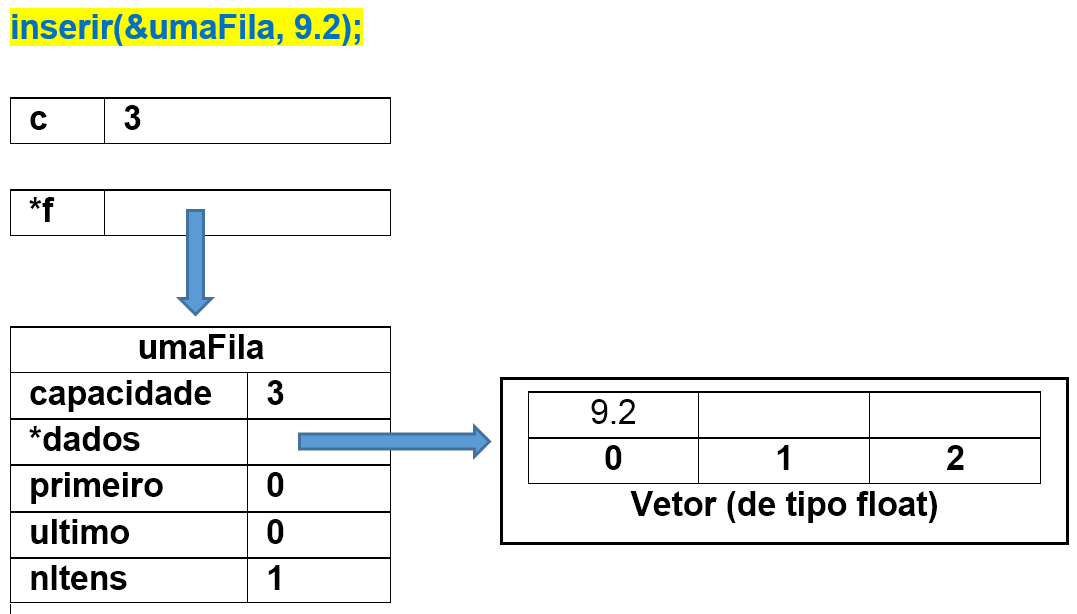 inserir(&umaFila, 9.2);
c 3
*f
umaFila
capacidade 3
*dados
primeiro 0
ultimo 0
nItens 1
9.2
0 1 2
Vetor (de tipo float)